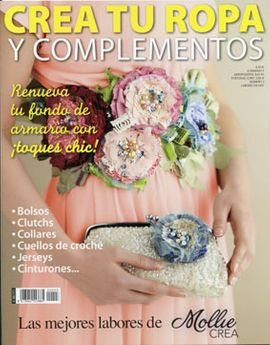 CREA TU ROPA
Y COMPLEMENTOS
Renueva
tu fondo de
armario con
¡toques chic!
• Bolsos
• Clutchs
• Collares
• Cuellos de croché
• Jerseys
• Cinturones...
Las mejores labores de Mollie
CREA